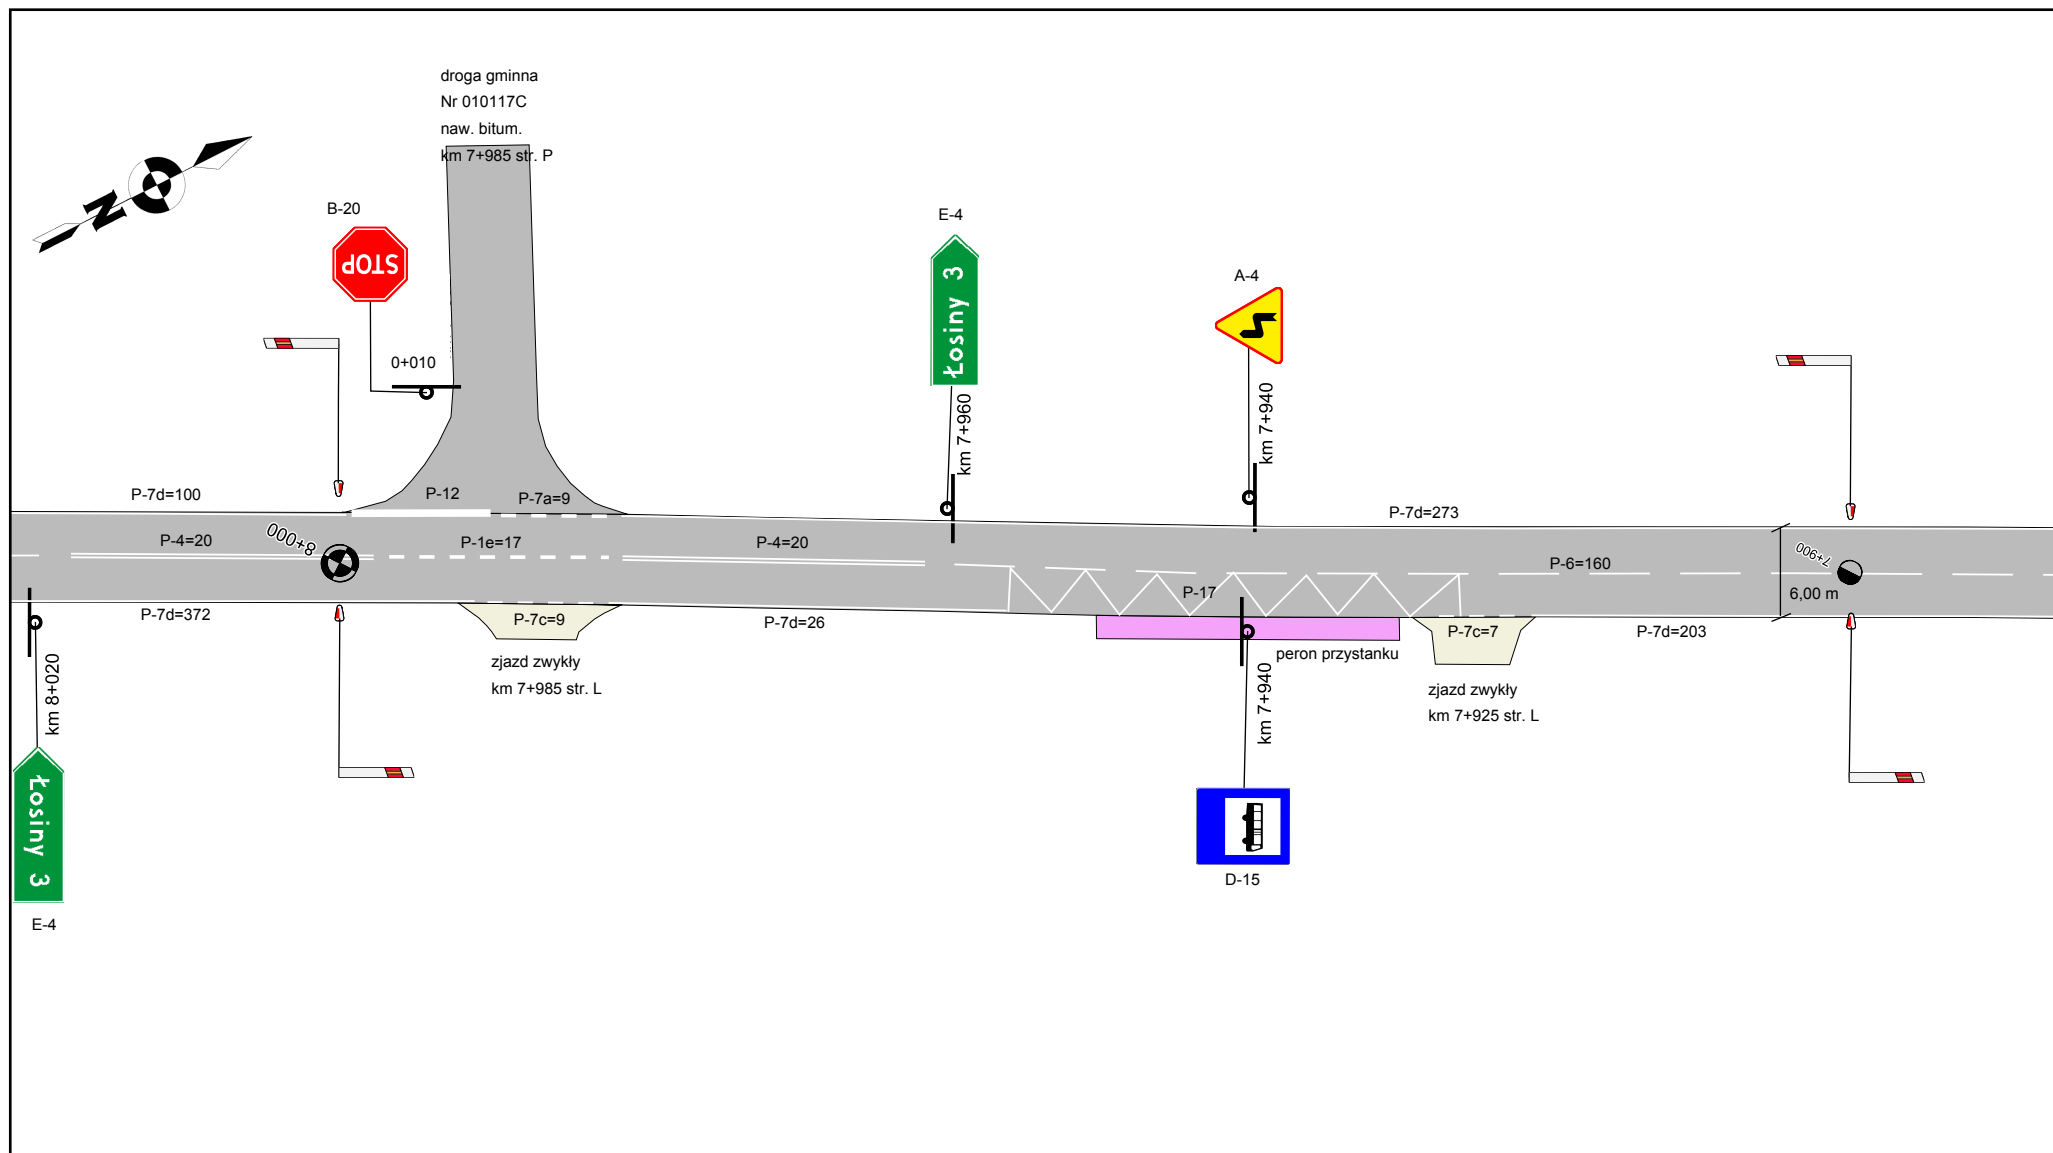 droga gminna
Nr 010117C
naw. bitum.
km 7+985 str. P
N
B-20
STOP
0+010
E-4
Łosiny 3
km 7+960
A-4
km 7+940
P-7d=100
P-12
P-7a=9
P-7d=273
P-4=20
8+000
P-1e=17
P-4=20
P-6=160
7+900
6,00 m
P-17
P-7d=372
P-7c=9
P-7d=26
P-7c=7
P-7d=203
peron przystanku
zjazd zwykły
km 7+985 str. L
zjazd zwykły
km 7+925 str. L
km 8+020
km 7+940
Łosiny 3
E-4
D-15